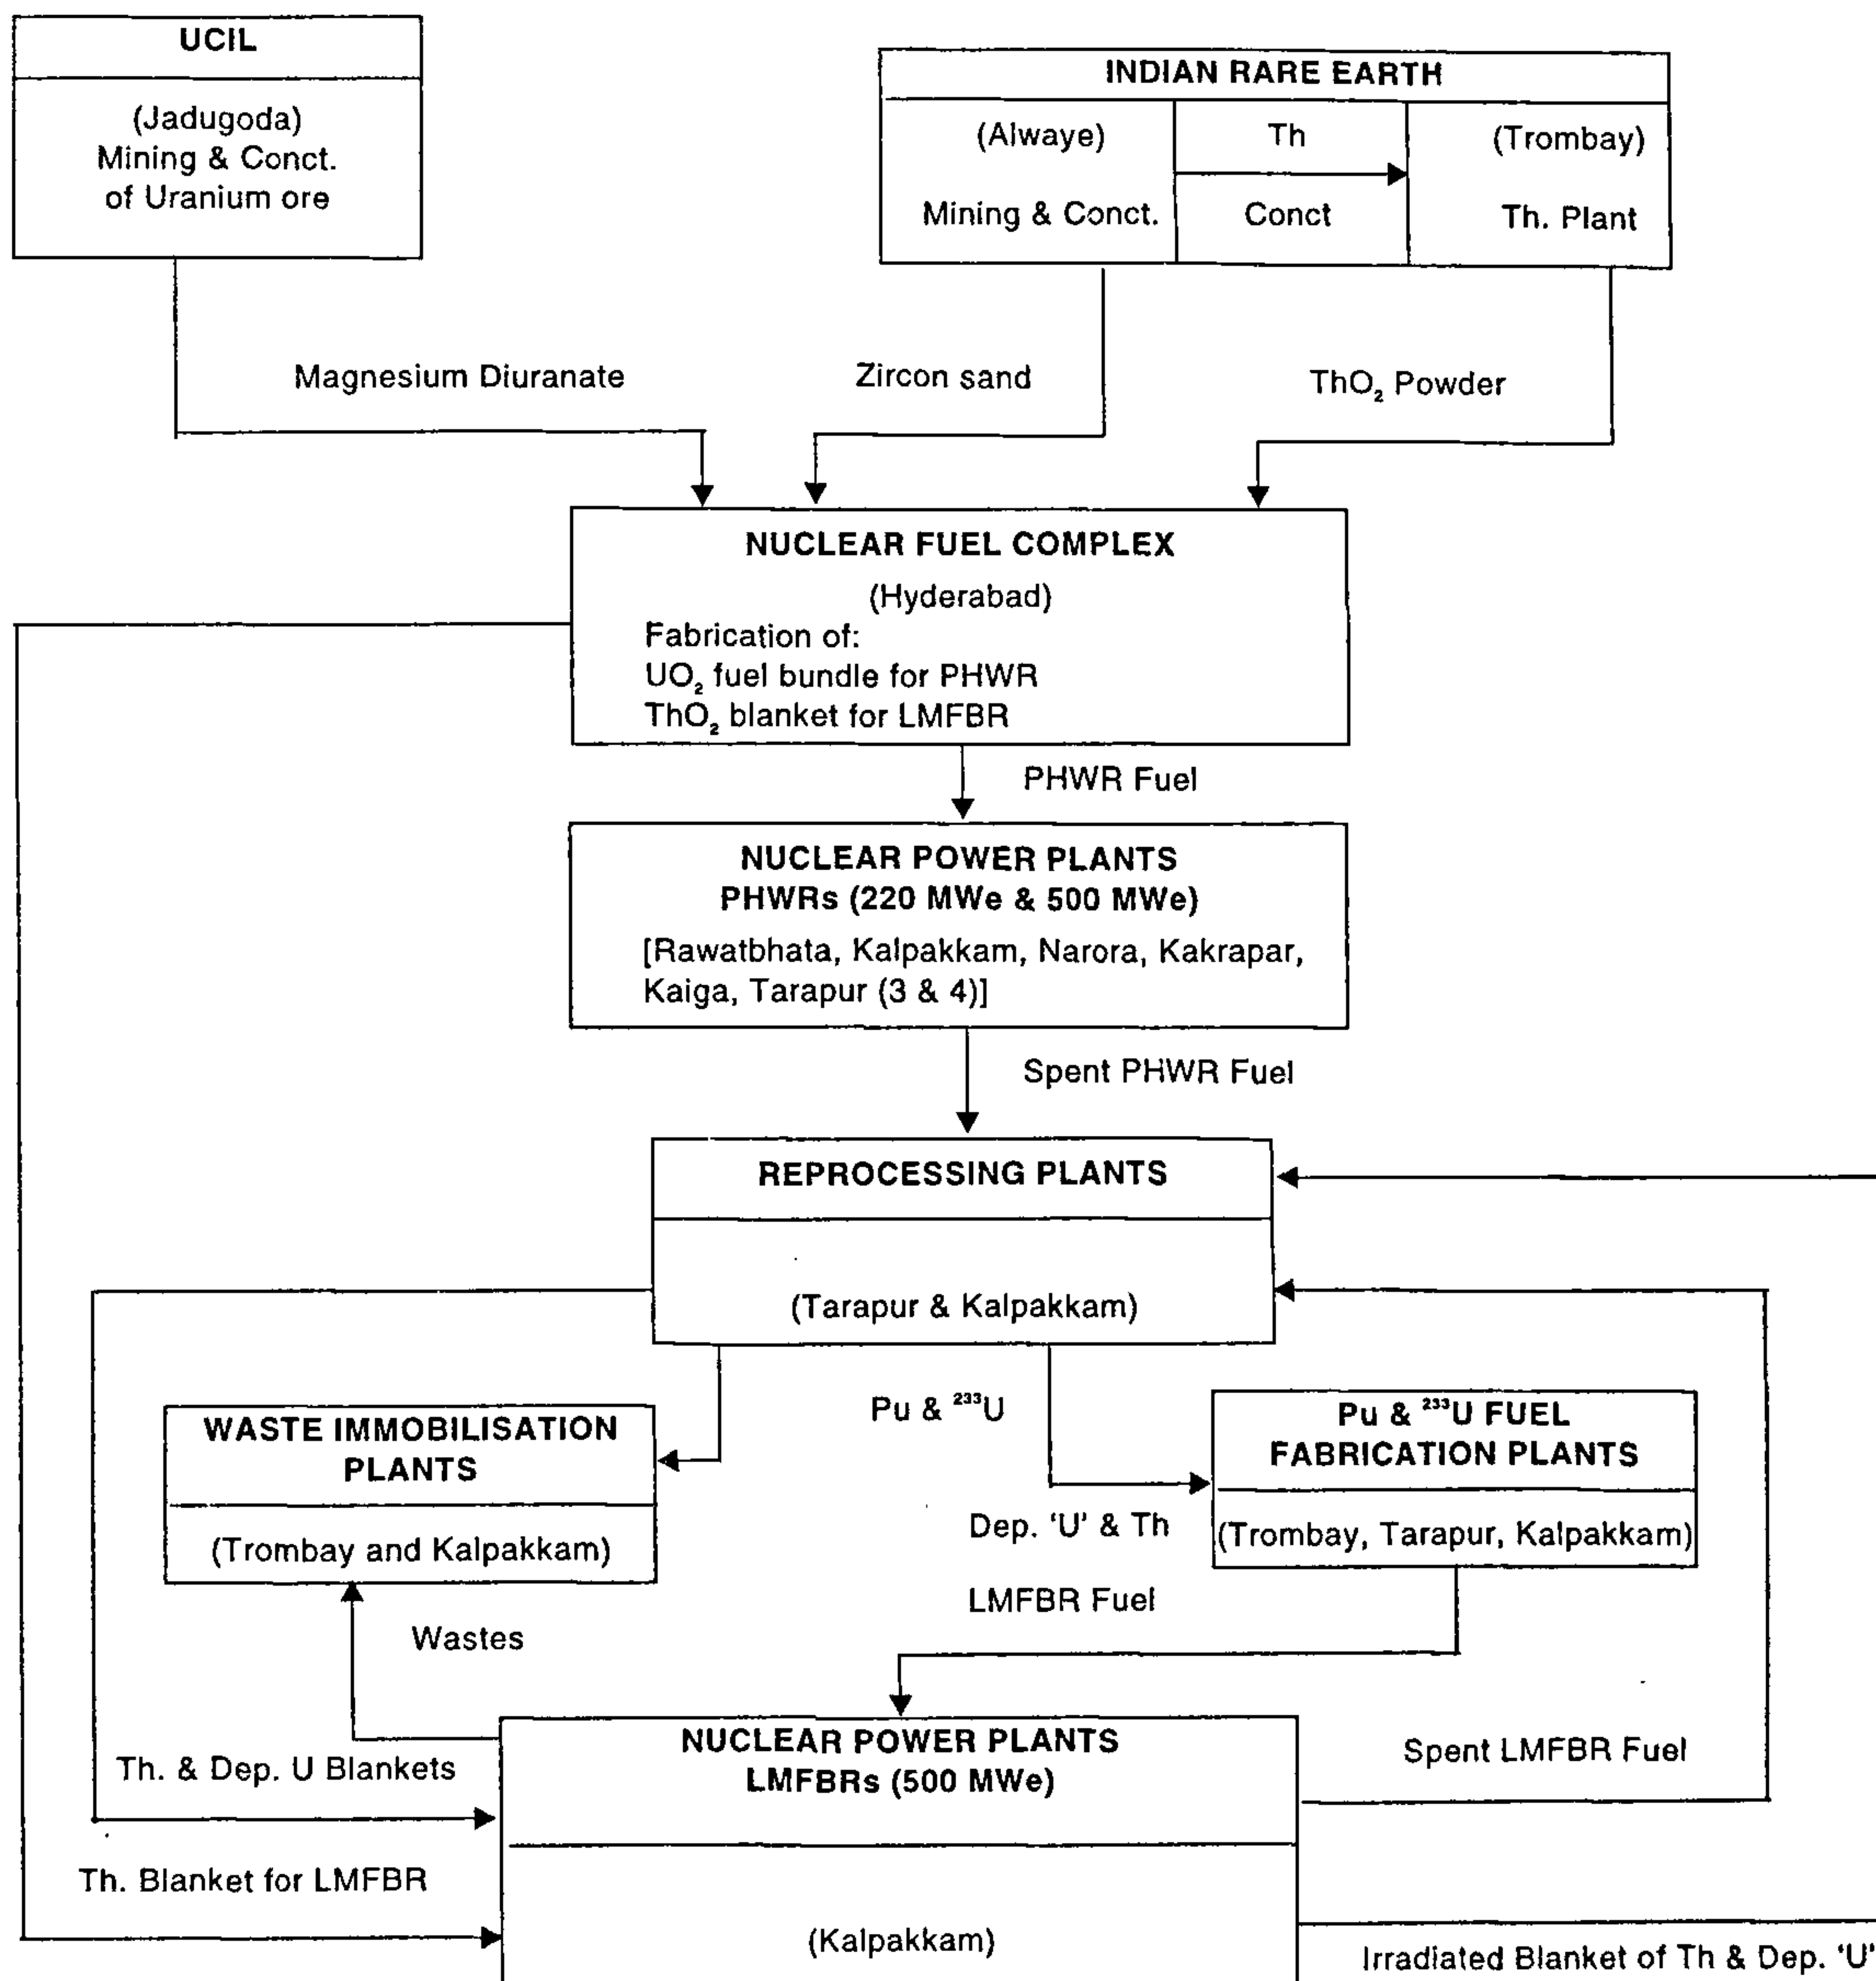 UCIL
(Jadugoda)
Mining & Conct.
of Uranium ore
INDIAN RARE EARTH
(Alwaye)
Mining & Conct.
Th
Conct
(Trombay)
Th. Plant
Magnesium Diuranate
Zircon sand
ThO₂ Powder
NUCLEAR FUEL COMPLEX
(Hyderabad)
Fabrication of:
UO₂ fuel bundle for PHWR
ThO₂ blanket for LMFBR
PHWR Fuel
NUCLEAR POWER PLANTS
PHWRs (220 MWe & 500 MWe)
[Rawatbhata, Kalpakkam, Narora, Kakrapar,
Kaiga, Tarapur (3 & 4)]
Spent PHWR Fuel
REPROCESSING PLANTS
(Tarapur & Kalpakkam)
Pu & ²³³U
WASTE IMMOBILISATION
PLANTS
(Trombay and Kalpakkam)
Pu & ²³³U FUEL
FABRICATION PLANTS
(Trombay, Tarapur, Kalpakkam)
Dep. ‘U’ & Th
LMFBR Fuel
Wastes
Th. & Dep. U Blankets
NUCLEAR POWER PLANTS
LMFBRs (500 MWe)
(Kalpakkam)
Spent LMFBR Fuel
Th. Blanket for LMFBR
Irradiated Blanket of Th & Dep. ‘U’